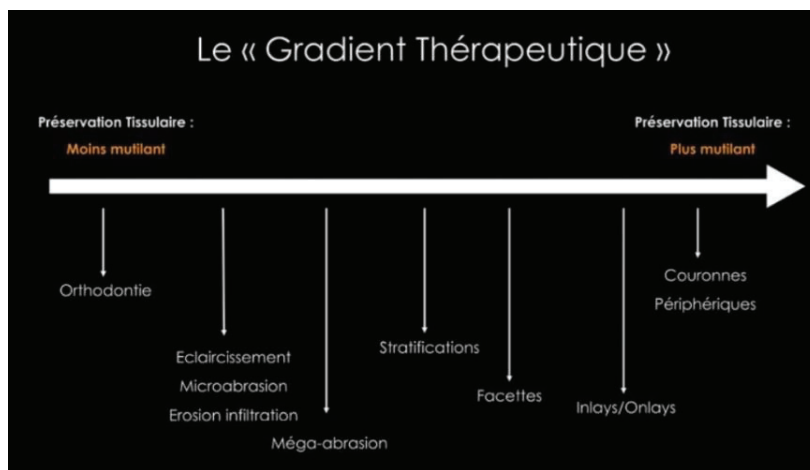 Le « Gradient Thérapeutique »
Préservation Tissulaire :
Moins mutilant
Préservation Tissulaire :
Plus mutilant
Orthodontie
Eclaircissement
Microabrasion
Erosion infiltration
Méga-abrasion
Stratifications
Facettes
Inlays/Onlays
Couronnes
Périphériques